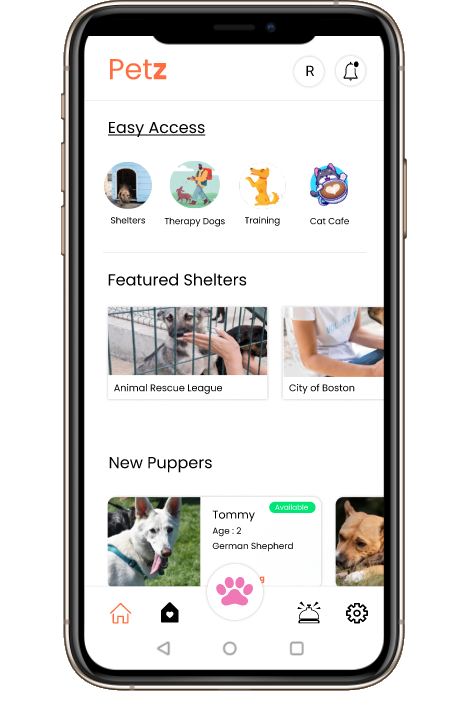 Petz
R
Easy Access
Shelters
Therapy Dogs
Training
Cat Cafe
Featured Shelters
Animal Rescue League
City of Boston
New Puppers
Available
Tommy
Age : 2
German Shepherd